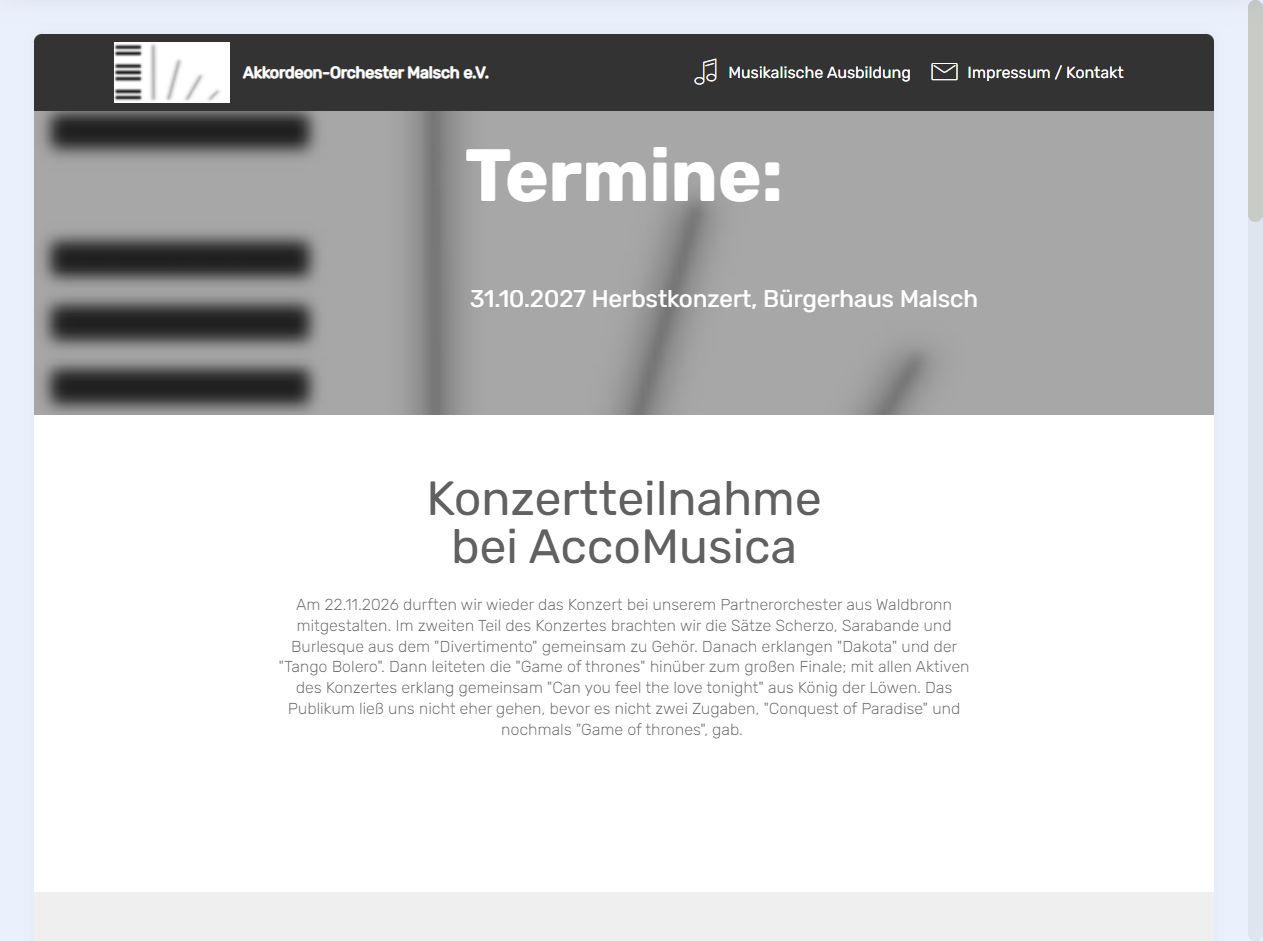 Akkordeon-Orchester Malsch e.V.
Musikalische Ausbildung
Impressum / Kontakt
Termine:
31.10.2027 Herbstkonzert, Bürgerhaus Malsch
Konzertteilnahme
bei AccoMusica
Am 22.11.2026 durften wir wieder das Konzert bei unserem Partnerorchester aus Waldbronn
mitgestalten. Im zweiten Teil des Konzertes brachten wir die Sätze Scherzo, Sarabande und
Burlesque aus dem "Divertimento" gemeinsam zu Gehör. Danach erklangen "Dakota" und der
"Tango Bolero". Dann leiteten die "Game of thrones" hinüber zum großen Finale; mit allen Aktiven
des Konzertes erklang gemeinsam "Can you feel the love tonight" aus König der Löwen. Das
Publikum ließ uns nicht eher gehen, bevor es nicht zwei Zugaben, "Conquest of Paradise" und
nochmals "Game of thrones", gab.